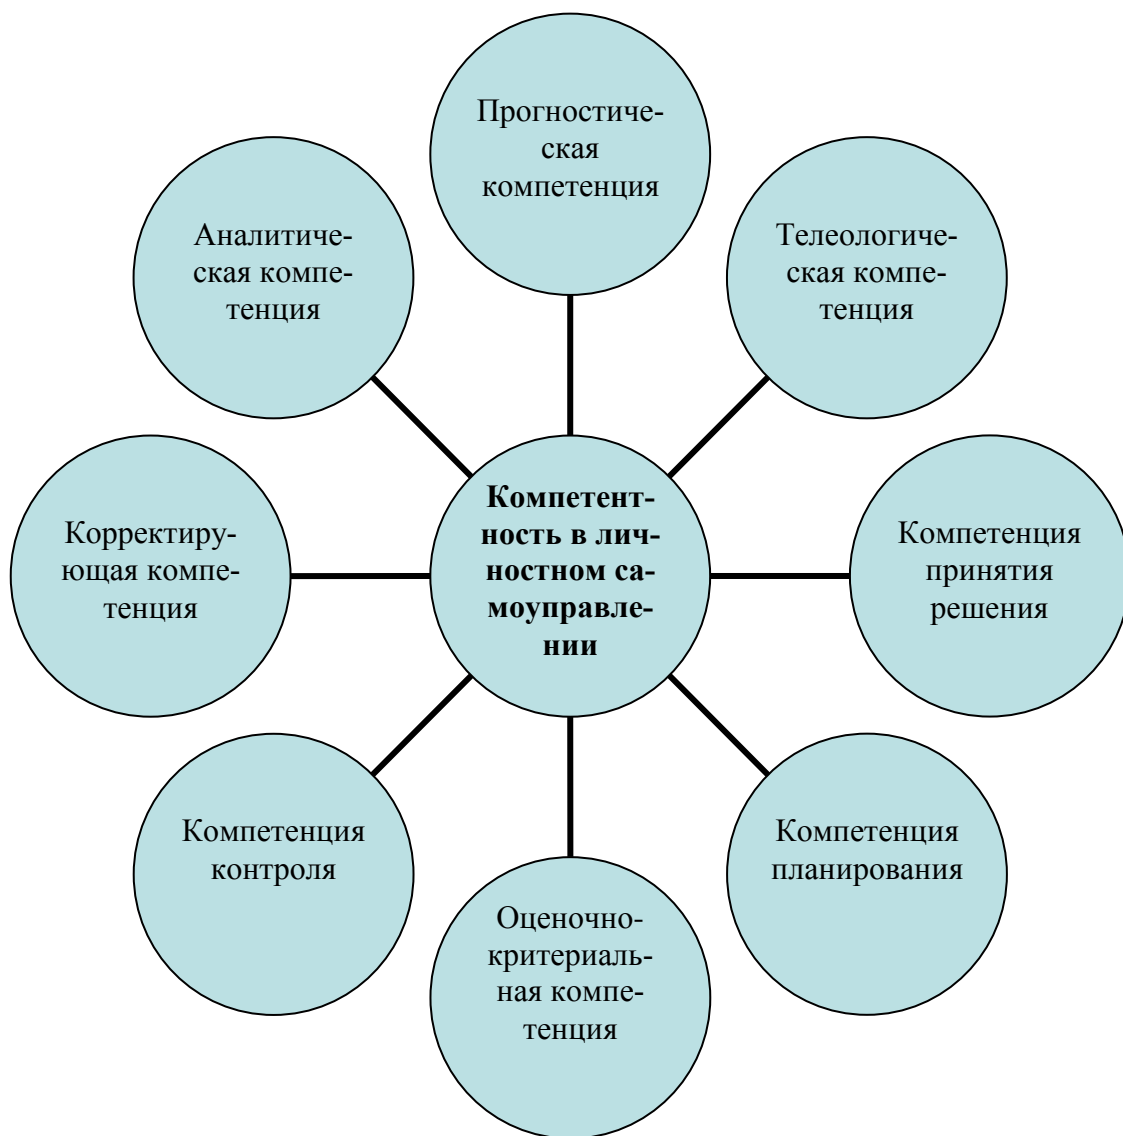 Прогностиче-
ская
компетенция
Аналитиче-
ская компе-
тенция
Телеологиче-
ская компе-
тенция
Корректиру-
ющая компе-
тенция
Компетент-
ность в лич-
ностном са-
моуправле-
нии
Компетенция
принятия
решения
Компетенция
контроля
Компетенция
планирования
Оценочно-
критериаль-
ная компе-
тенция